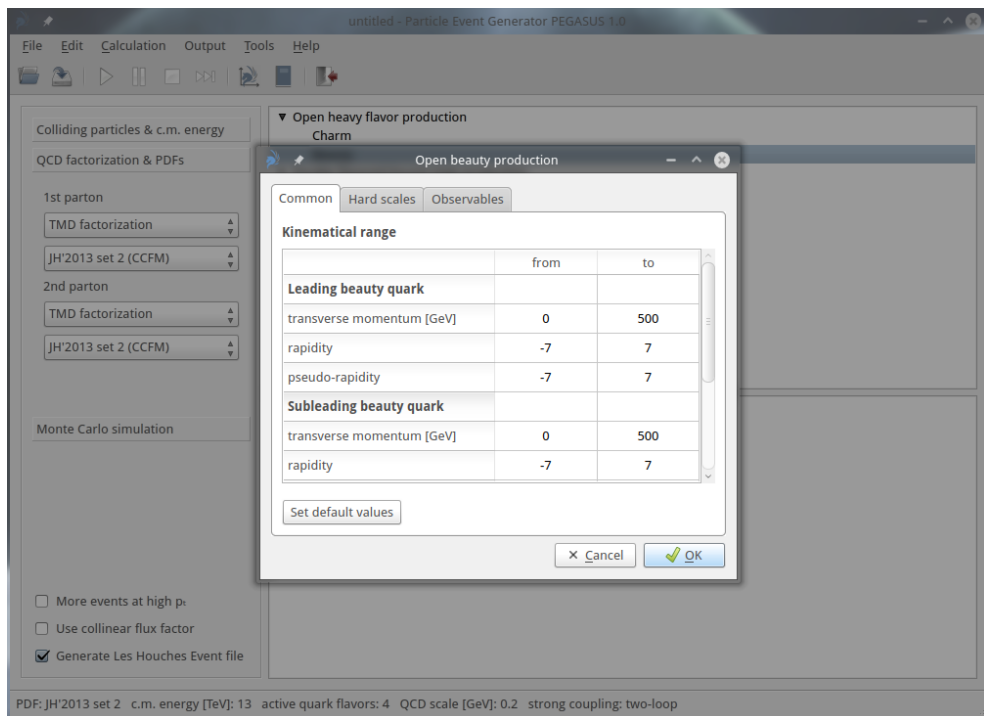 untitled - Particle Event Generator PEGASUS 1.0
File Edit Calculation Output Tools Help
Colliding particles & c.m. energy
QCD factorization & PDFs
1st parton
TMD factorization
JH'2013 set 2 (CCFM)
2nd parton
TMD factorization
JH'2013 set 2 (CCFM)
Monte Carlo simulation
More events at high pt
Use collinear flux factor
Generate Les Houches Event file
Open heavy flavor production
Charm
Open beauty production
Common Hard scales Observables
Kinematical range
from to
Leading beauty quark
transverse momentum [GeV] 0 500
rapidity -7 7
pseudo-rapidity -7 7
Subleading beauty quark
transverse momentum [GeV] 0 500
rapidity -7 7
Set default values
Cancel OK
PDF: JH'2013 set 2 c.m. energy [TeV]: 13 active quark flavors: 4 QCD scale [GeV]: 0.2 strong coupling: two-loop